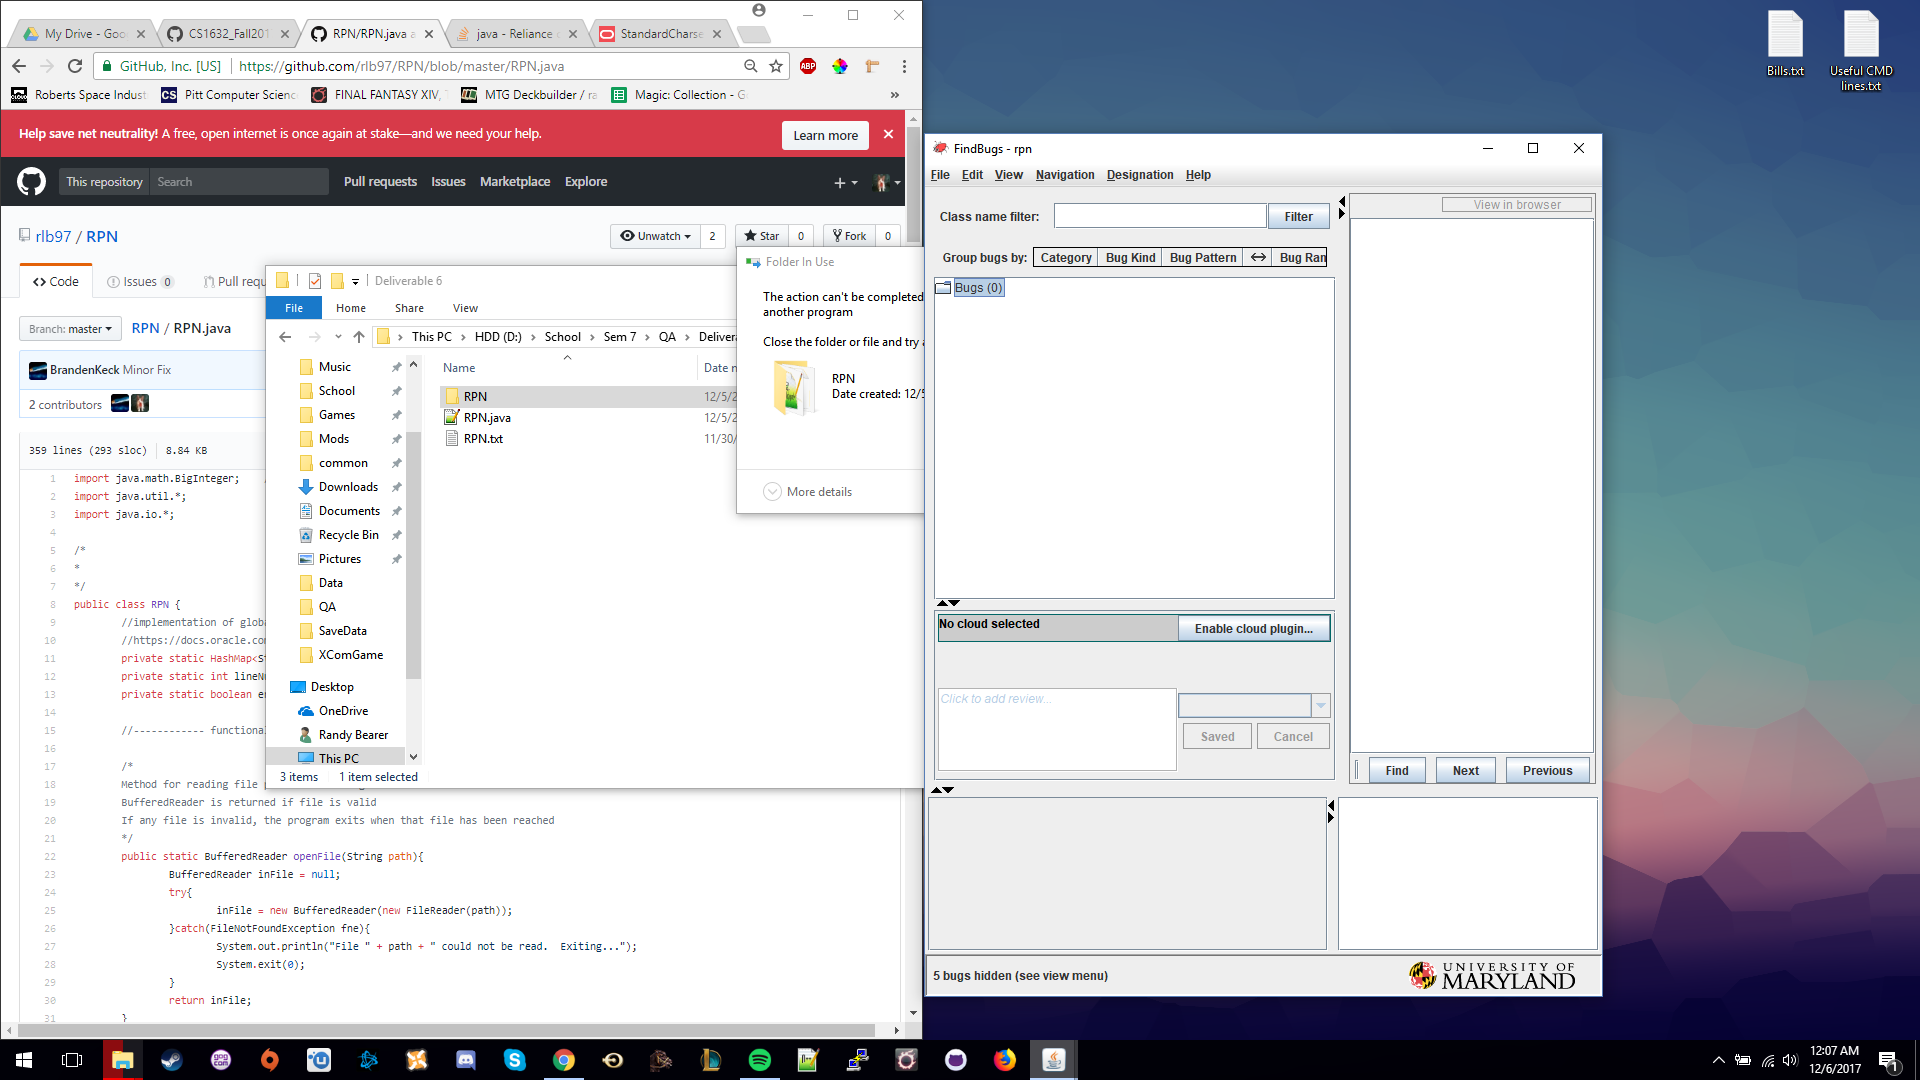 My Drive - Goo
CS1632_Fall201
RPN/RPN.java a
java - Reliance o
StandardCharse
GitHub, Inc. [US]
https://github.com/rlb97/RPN/blob/master/RPN.java
ABP
Roberts Space Indust
CS Pitt Computer Scienc
FINAL FANTASY XIV,
MTG Deckbuilder / ra
Magic: Collection - G
»
Help save net neutrality! A free, open internet is once again at stake—and we need your help.
Learn more
This repository
Search
Pull requests
Issues
Marketplace
Explore
rlb97 / RPN
Unwatch 2
Star 0
Fork 0
Code
Issues 0
Pull requ
Branch: master
RPN / RPN.java
BrandenKeck Minor Fix
2 contributors
359 lines (293 sloc) 8.84 KB
1 import java.math.BigInteger;
2 import java.util.*;
3 import java.io.*;
4
5 /*
6 *
7 */
8 public class RPN {
9 //implementation of globa
10 //https://docs.oracle.com
11 private static HashMap<St
12 private static int lineNu
13 private static boolean er
14
15 //------------ functional
16
17 /*
18 Method for reading file p
19 BufferedReader is returned if file is valid
20 If any file is invalid, the program exits when that file has been reached
21 */
22 public static BufferedReader openFile(String path){
23 BufferedReader inFile = null;
24 try{
25 inFile = new BufferedReader(new FileReader(path));
26 }catch(FileNotFoundException fne){
27 System.out.println("File " + path + " could not be read.  Exiting...");
28 System.exit(0);
29 }
30 return inFile;
31 }
Deliverable 6
File
Home
Share
View
This PC > HDD (D:) > School > Sem 7 > QA > Delivera
Music
School
Games
Mods
common
Downloads
Documents
Recycle Bin
Pictures
Data
QA
SaveData
XComGame
Desktop
OneDrive
Randy Bearer
This PC
Name
Date m
RPN 12/5/2
RPN.java 12/5/2
RPN.txt 11/30/
3 items
1 item selected
Folder In Use
The action can't be completed
another program
Close the folder or file and try a
RPN
Date created: 12/5
More details
FindBugs - rpn
File
Edit
View
Navigation
Designation
Help
Class name filter:
Filter
Group bugs by:
Category
Bug Kind
Bug Pattern
Bug Ran
Bugs (0)
No cloud selected
Enable cloud plugin...
Click to add review...
Saved
Cancel
View in browser
Find
Next
Previous
5 bugs hidden (see view menu)
UNIVERSITY OF
MARYLAND
Bills.txt
Useful CMD
lines.txt
12:07 AM
12/6/2017
1